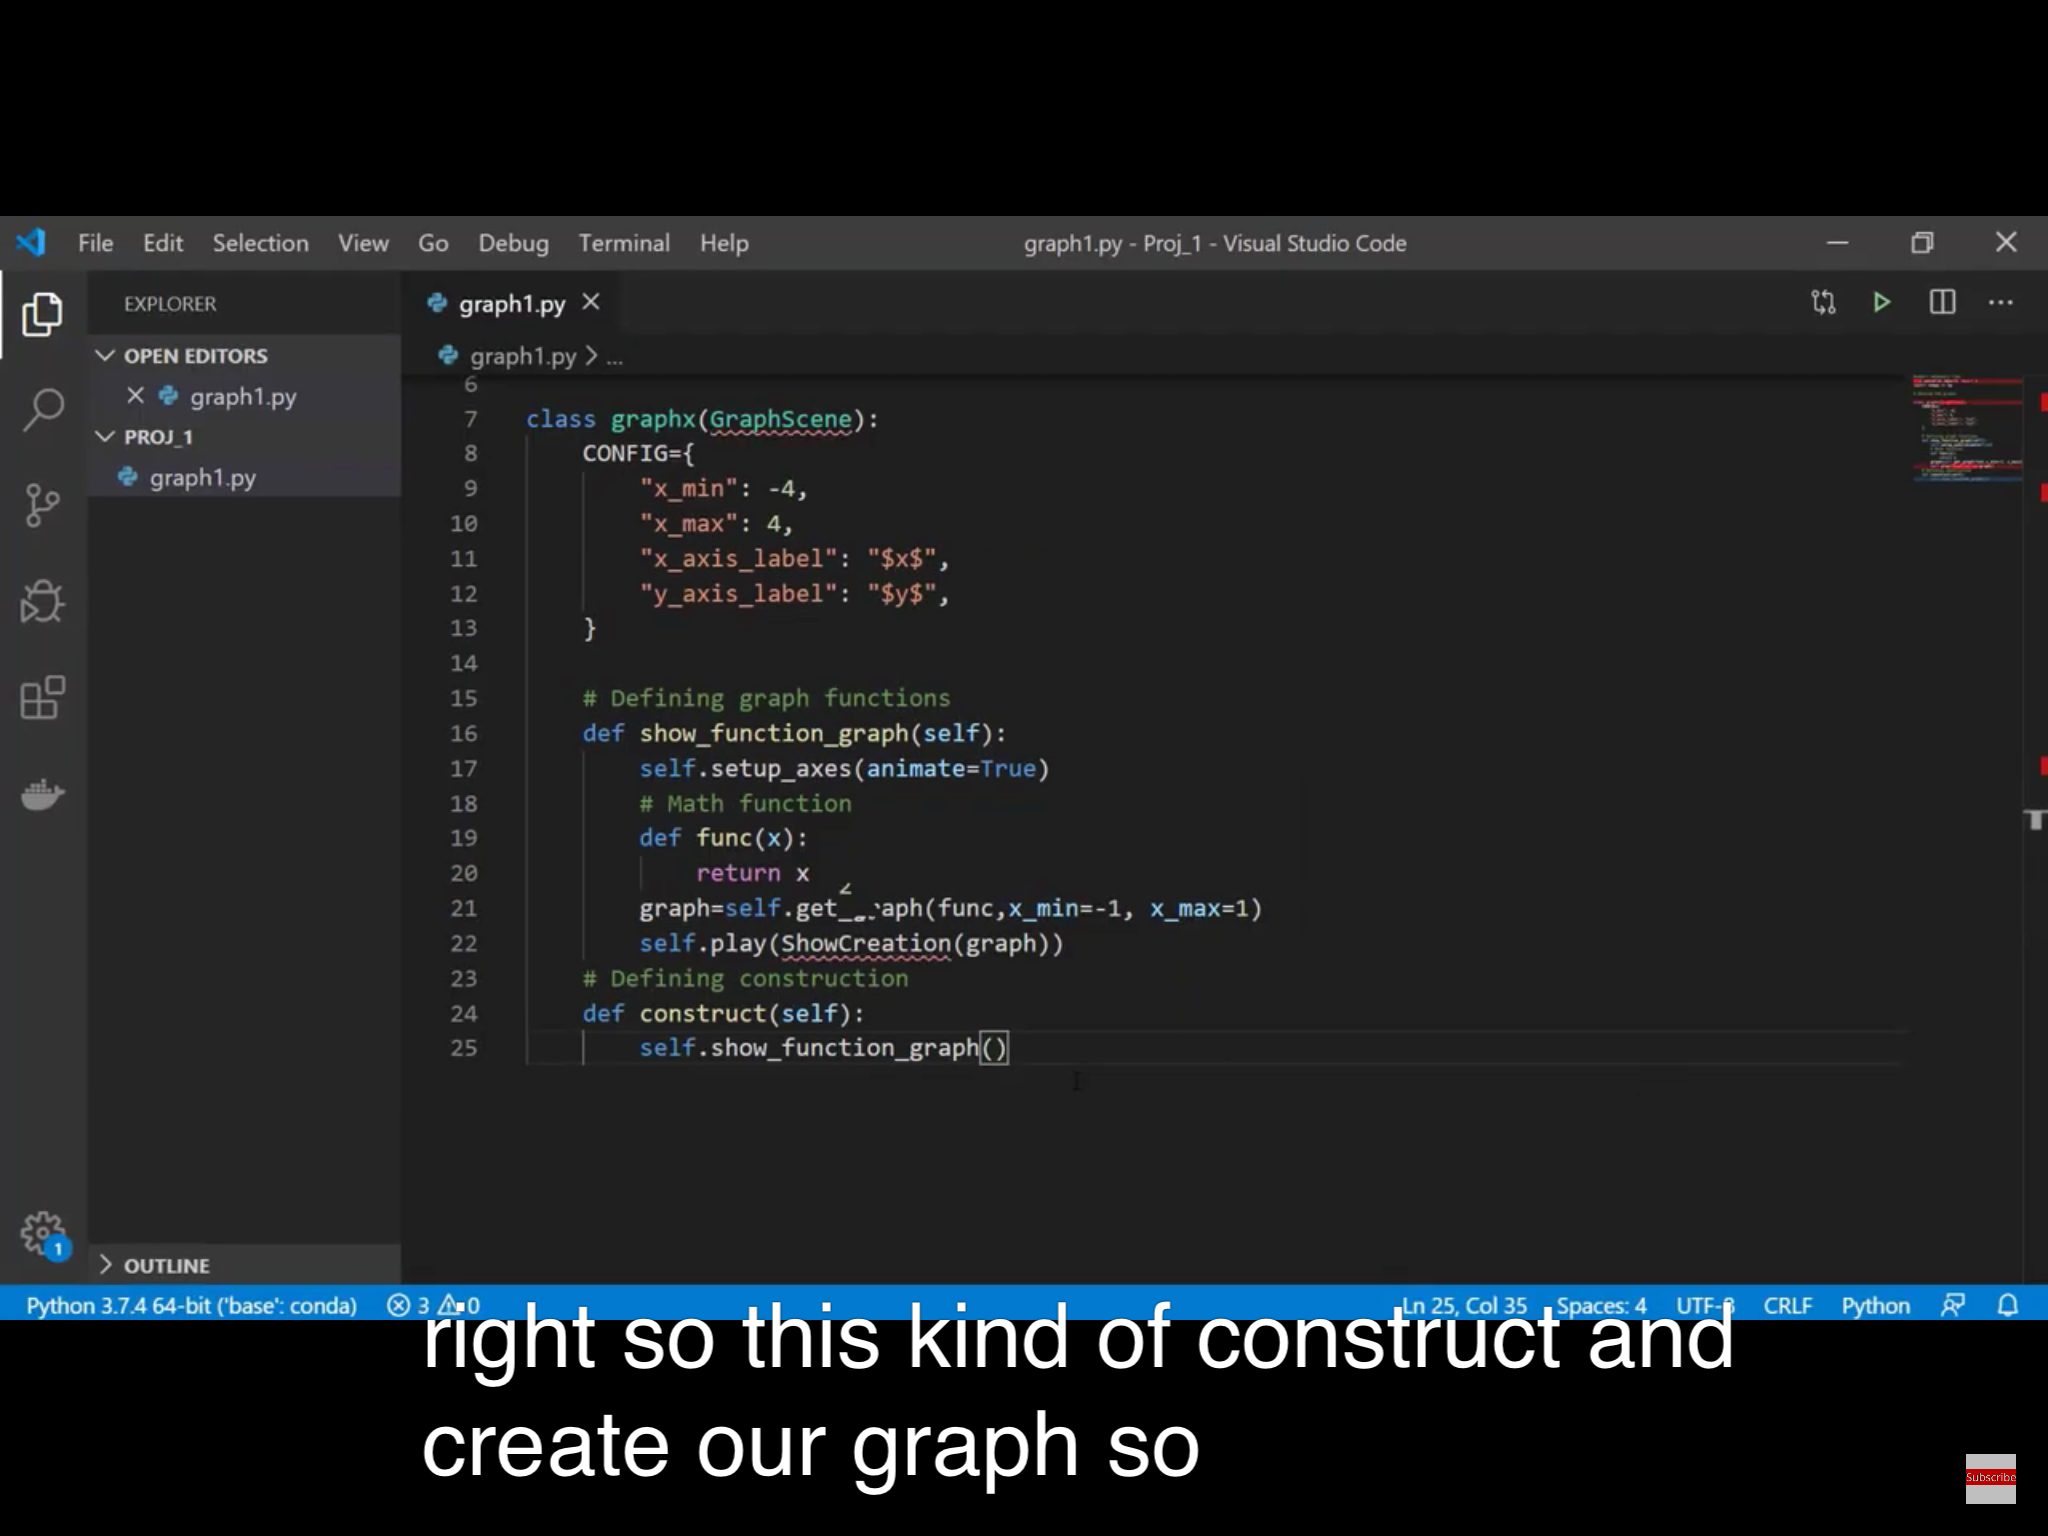 File Edit Selection View Go Debug Terminal Help graph1.py - Proj_1 - Visual Studio Code
EXPLORER
OPEN EDITORS
graph1.py
PROJ_1
graph1.py
graph1.py
graph1.py > ...
6
7 class graphx(GraphScene):
8 CONFIG={
9 "x_min": -4,
10 "x_max": 4,
11 "x_axis_label": "$x$",
12 "y_axis_label": "$y$",
13 }
14
15 # Defining graph functions
16 def show_function_graph(self):
17 self.setup_axes(animate=True)
18 # Math function
19 def func(x):
20 return x
21 graph=self.get_graph(func,x_min=-1, x_max=1)
22 self.play(ShowCreation(graph))
23 # Defining construction
24 def construct(self):
25 self.show_function_graph()
1
OUTLINE
Python 3.7.4 64-bit ('base': conda) 3 0 Ln 25, Col 35 Spaces: 4 UTF-8 CRLF Python
right so this kind of construct and
create our graph so
Subscribe